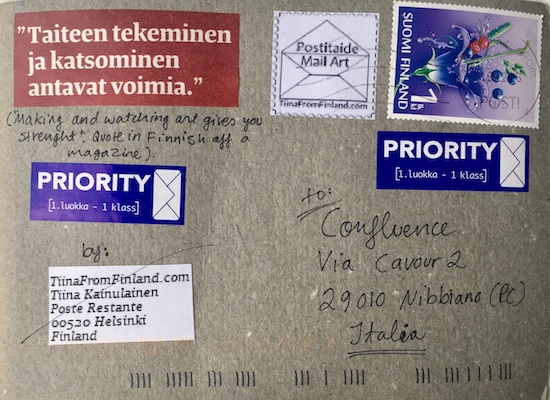 "Taiteen tekeminen
ja katsominen
antavat voimia."
("Making and watching art gives you
strenght". Quote in Finnish off a
magazine).
Postitaide
Mail Art
TiinaFromFinland.com
SUOMI FINLAND
1
POSTI
PRIORITY
[1.luokka - 1 klass]
PRIORITY
[1.luokka - 1 klass]
by:
TiinaFromFinland.com
Tiina Kainulainen
Poste Restante
00520 Helsinki
Finland
to:
Confluence
Via Cavour 2
29010 Nibbiano (PC)
Italia